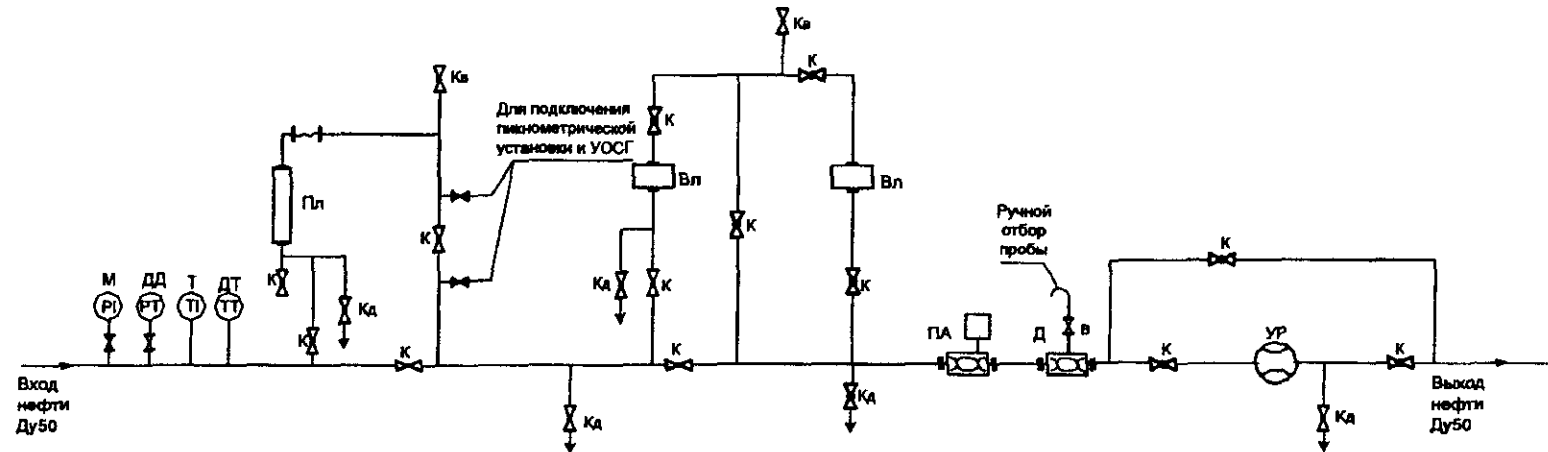 Кв
Кв
К
Для подключения
пикнометрической
установки и УОСГ
К
Вл
Вл
Пл
К
К
Ручной
отбор
пробы
К
М
ДД
Т
ДТ
PI
PT
TI
TT
К
Кд
К
Кд
К
К
К
К
ПА
Д
в
К
УР
К
Вход
нефти
Ду50
Кд
Кд
Кд
Выход
нефти
Ду50